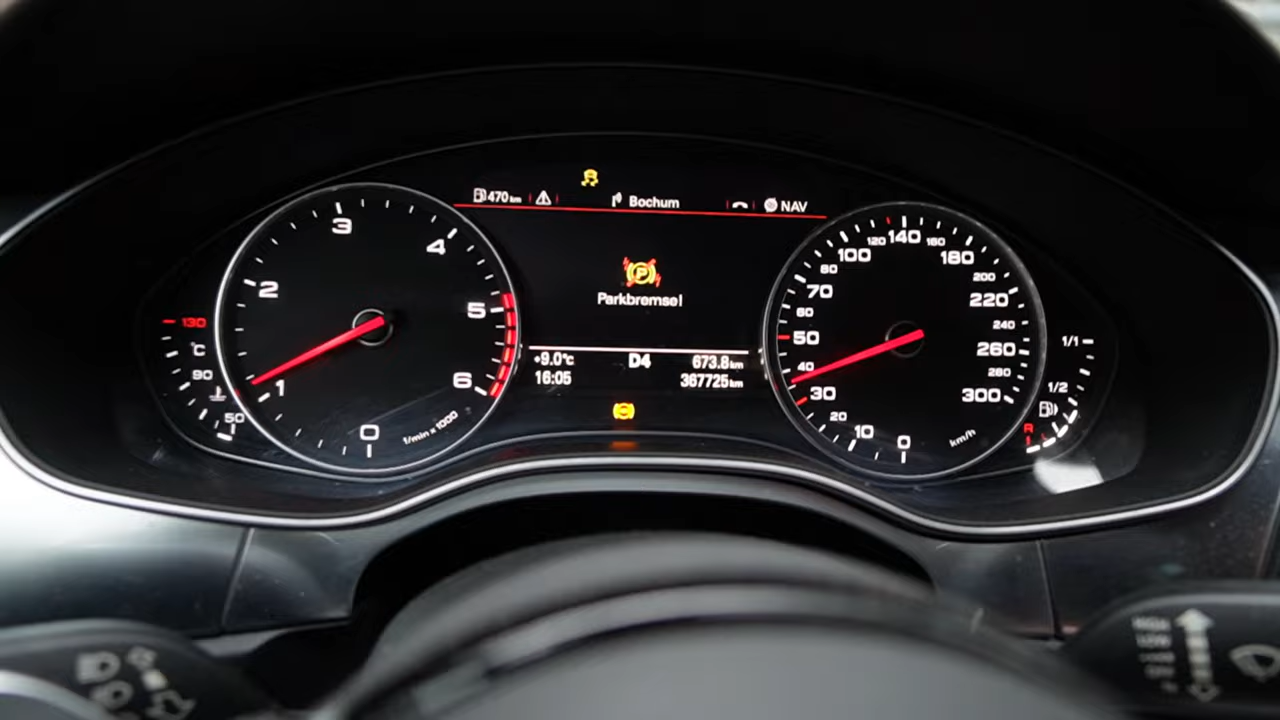 470 km
Bochum
NAV
P
Parkbremse!
+9.0°C D4 673.8 km
16:05 367725 km
130
°C
90
50
0
1
2
3
4
5
6
1/min x 1000
0
10
20
30
40
50
60
70
80
100
120
140
160
180
200
220
240
260
280
300
km/h
1/1
1/2
R
HIGH
LOW